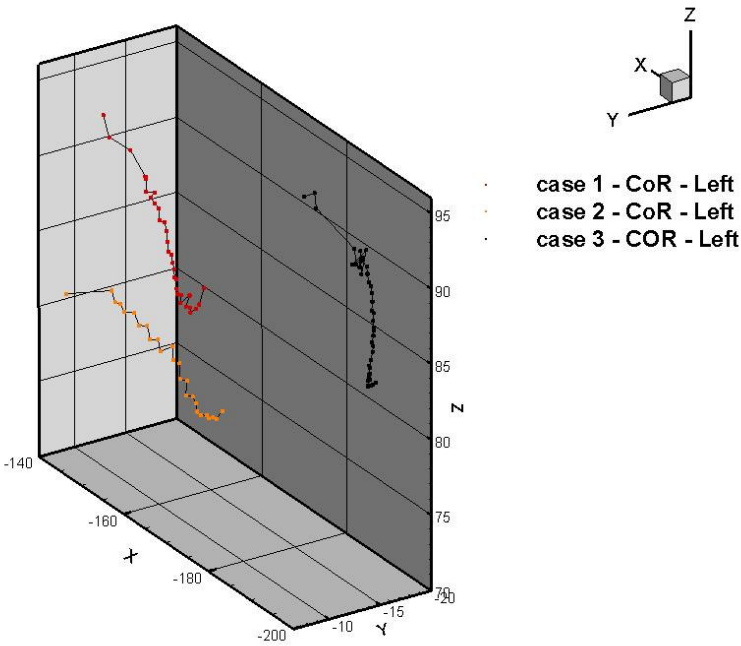 Z
X
Y
case 1 - CoR - Left
case 2 - CoR - Left
case 3 - COR - Left
95
90
85
80
75
70
Z
-140
-160
-180
-200
X
-20
-15
-10
Y